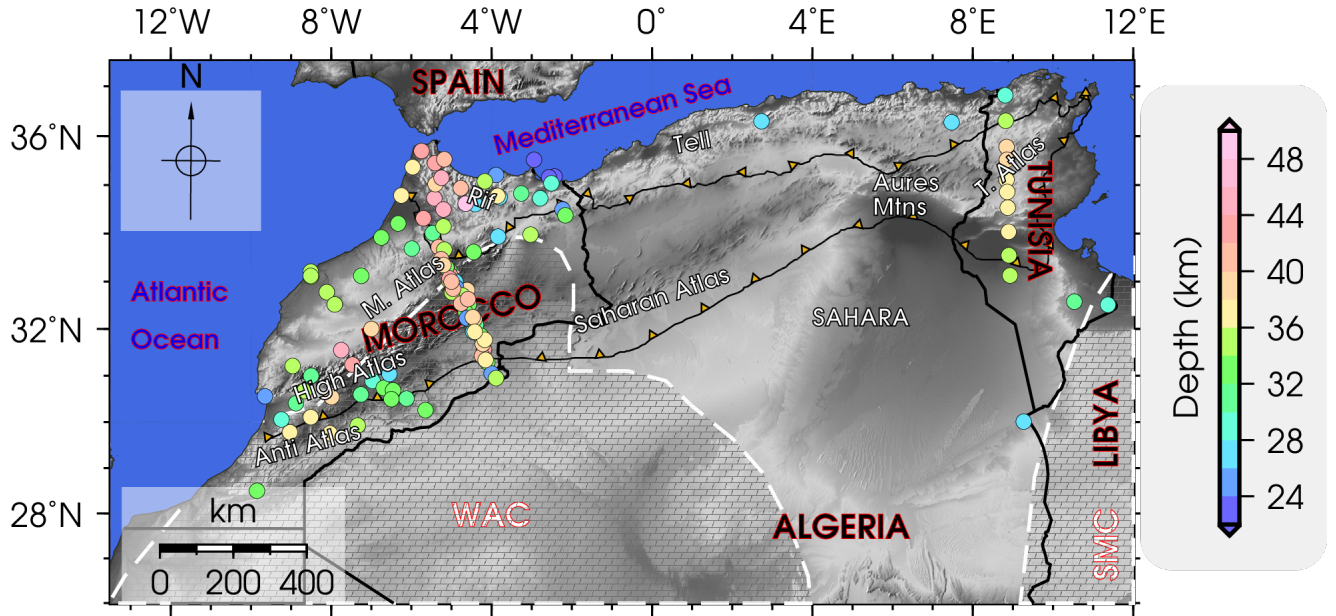 12°W 8°W 4°W 0° 4°E 8°E 12°E
N
SPAIN
Mediterranean Sea
36°N
Tell
T. Atlas
TUNISIA
Rif
Aures
Mtns
Atlantic
Ocean
M. Atlas
MOROCCO
Saharan Atlas
SAHARA
32°N
High Atlas
Anti Atlas
LIBYA
WAC
28°N
ALGERIA
SMC
km
0 200 400
48
44
40
36
32
28
24
Depth (km)